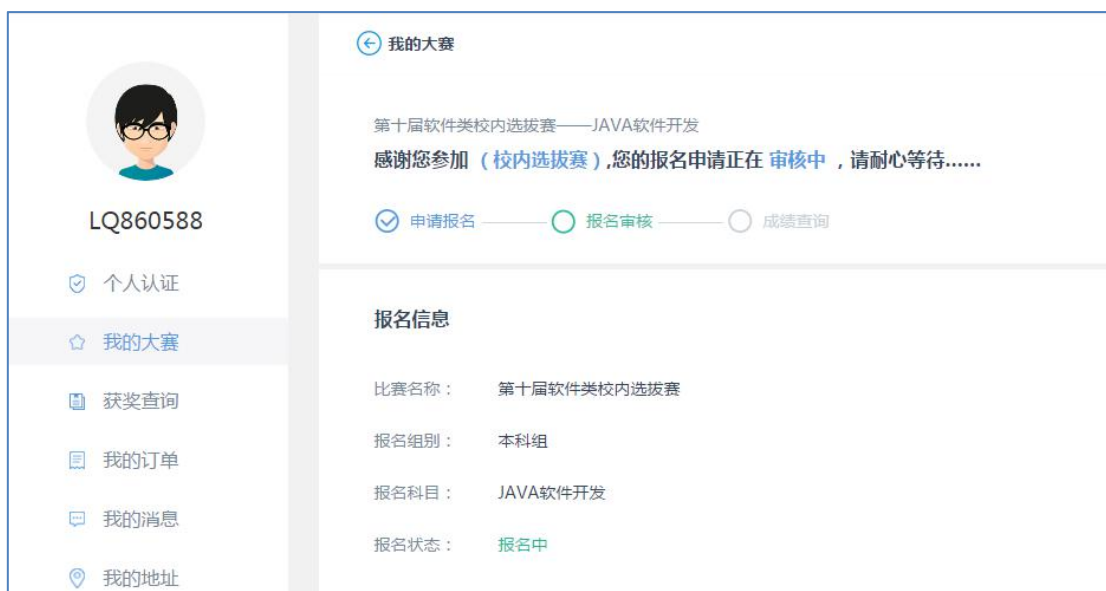 LQ860588
个人认证
我的大赛
获奖查询
我的订单
我的消息
我的地址
我的大赛
第十届软件类校内选拔赛——JAVA软件开发
感谢您参加 （校内选拔赛）,您的报名申请正在 审核中 ，请耐心等待......
申请报名 报名审核 成绩查询
报名信息
比赛名称： 第十届软件类校内选拔赛
报名组别： 本科组
报名科目： JAVA软件开发
报名状态： 报名中